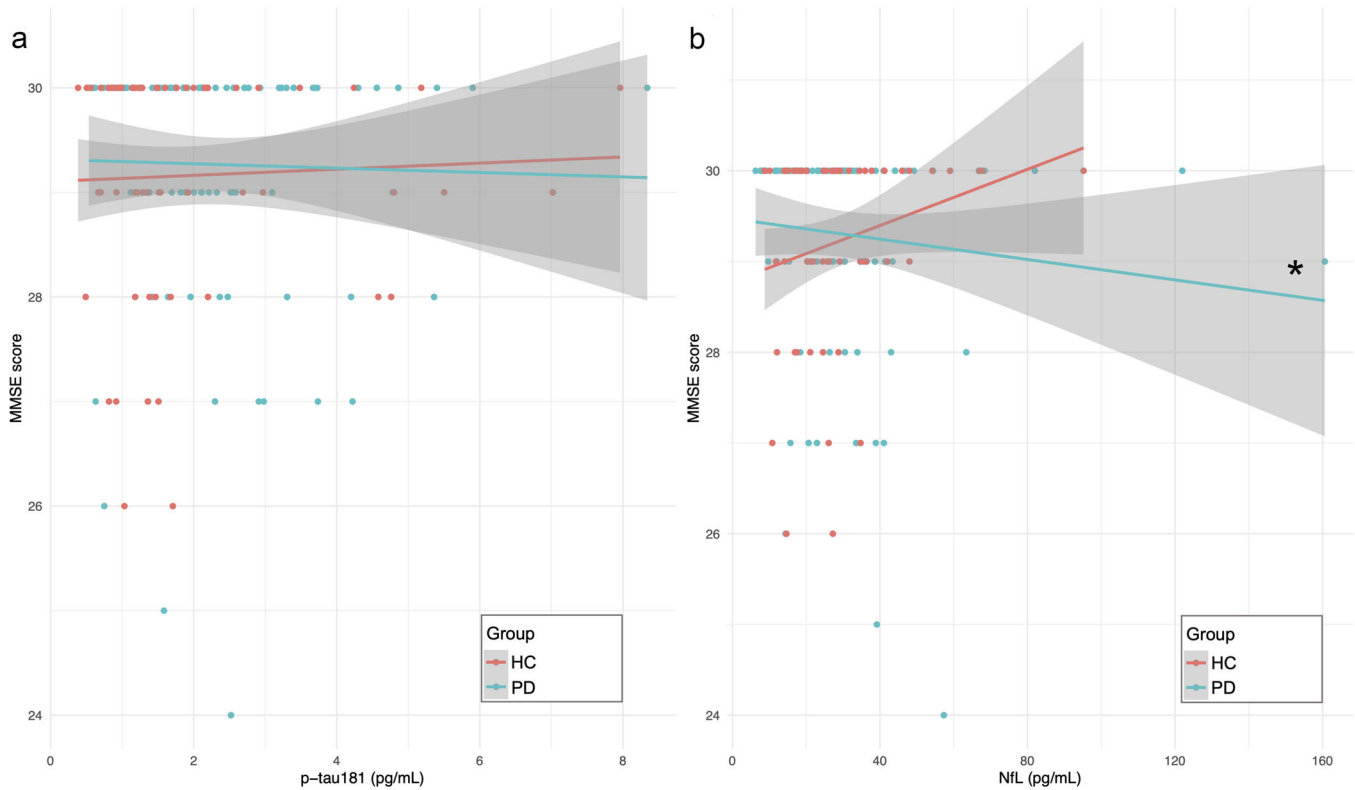 a
MMSE score
30
28
26
24
0
2
4
6
8
p-tau181 (pg/mL)
Group
HC
PD
b
MMSE score
30
28
26
24
0
40
80
120
160
NfL (pg/mL)
*
Group
HC
PD